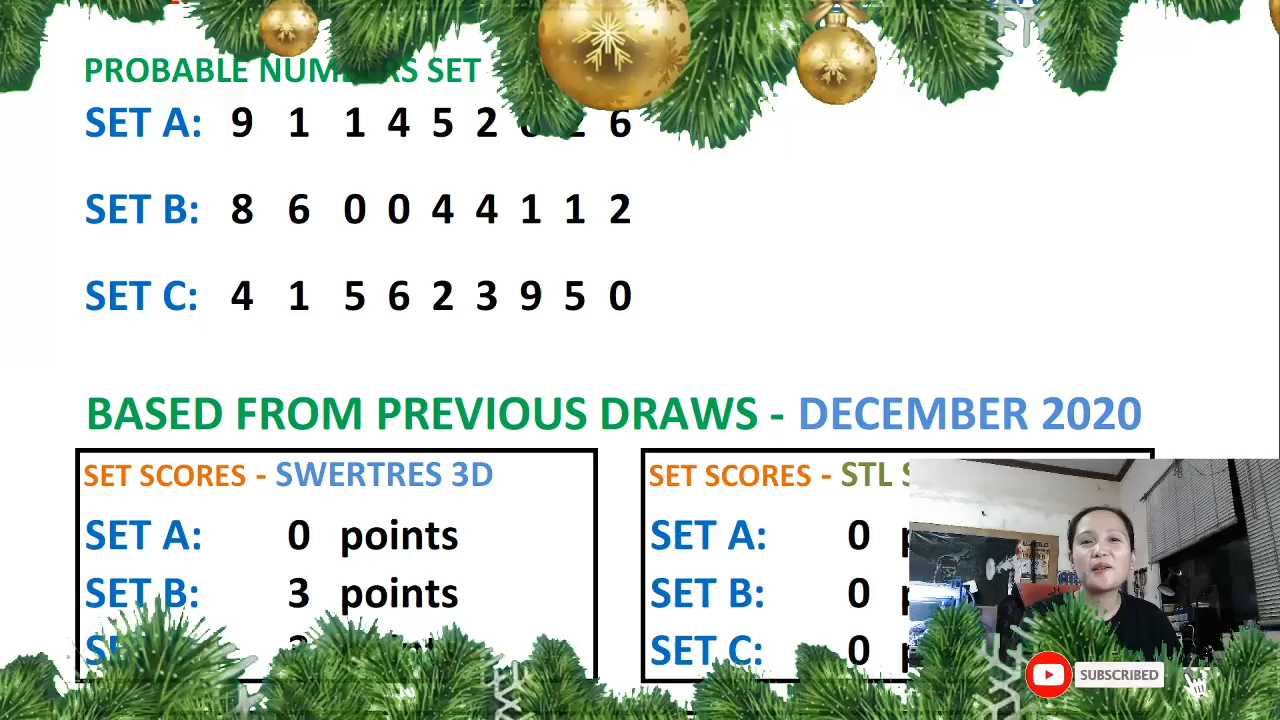 PROBABLE NUMBERS SET
SET A: 9 1 1 4 5 2 2 6
SET B: 8 6 0 0 4 4 1 1 2
SET C: 4 1 5 6 2 3 9 5 0
BASED FROM PREVIOUS DRAWS - DECEMBER 2020
SET SCORES - SWERTRES 3D
SET A: 0 points
SET B: 3 points
SET SCORES - STL
SET A: 0
SET B: 0
SET C: 0
SUBSCRIBED